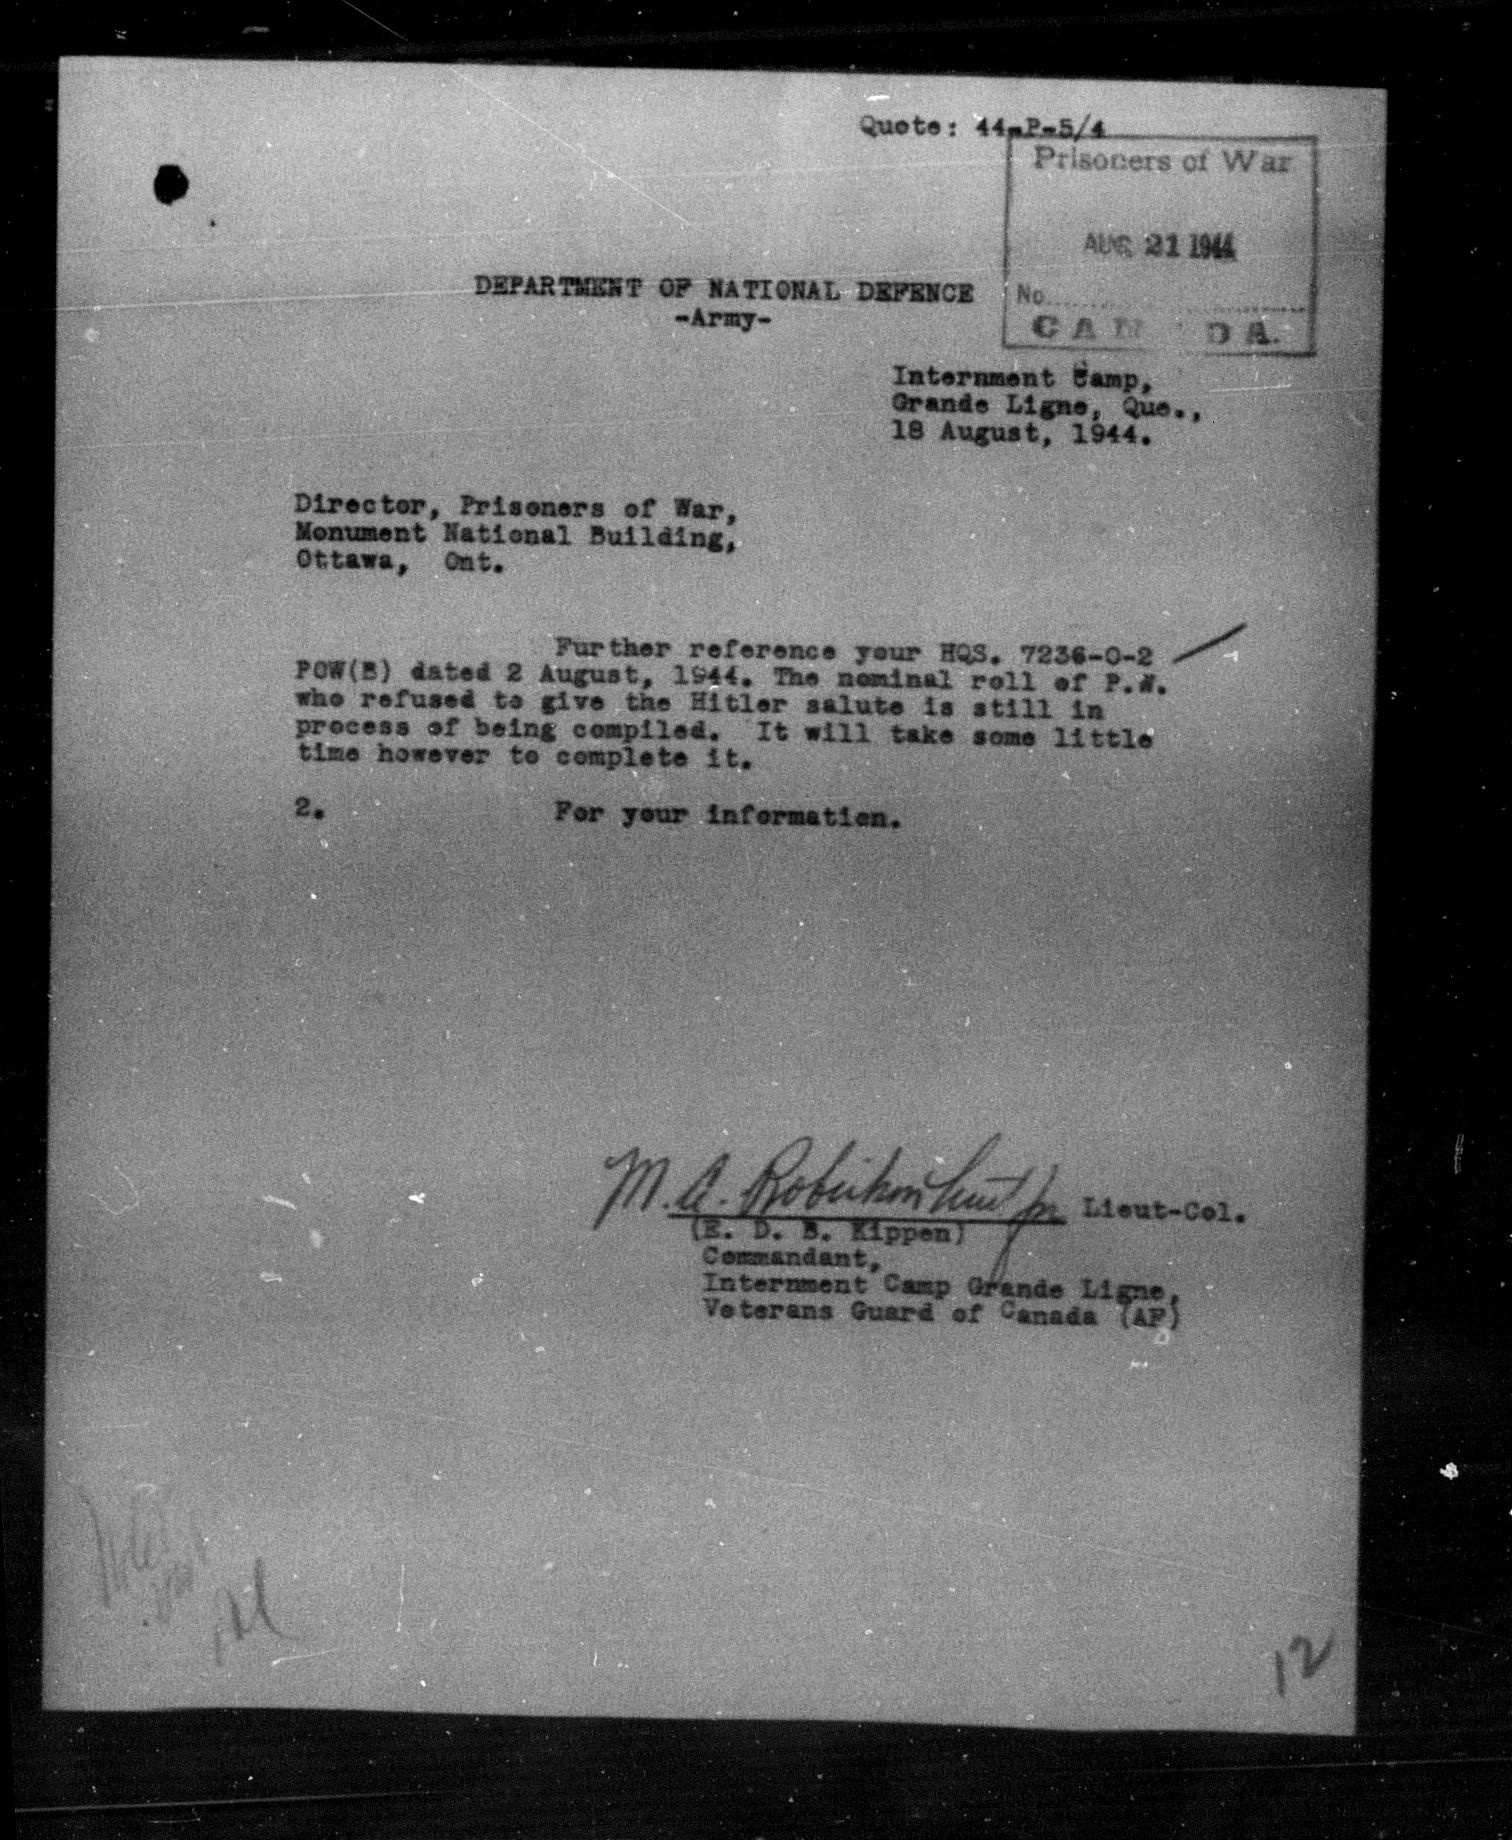 Quote: 44-P-5/4
Prisoners of War
AUG 21 1944
No
CANADA.
DEPARTMENT OF NATIONAL DEFENCE
-Army-
Internment Camp,
Grande Ligne, Que.,
18 August, 1944.
Director, Prisoners of War,
Monument National Building,
Ottawa, Ont.
Further reference your HQS. 7236-0-2
POW(B) dated 2 August, 1944. The nominal roll of P.W.
who refused to give the Hitler salute is still in
process of being compiled. It will take some little
time however to complete it.
2. For your information.
M. A. Robertson Lieut for Lieut-Col.
(E. D. B. Kippen)
Commandant,
Internment Camp Grande Ligne,
Veterans Guard of Canada (AF)
12